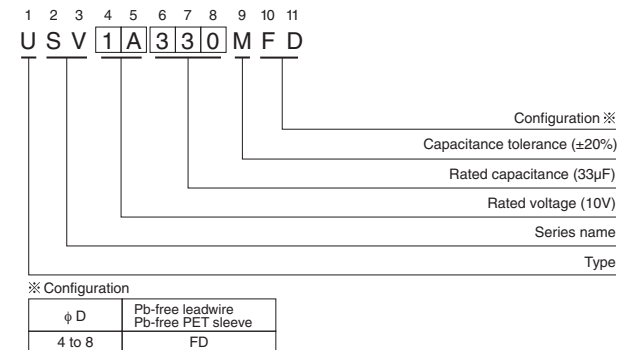 1 2 3 4 5 6 7 8 9 10 11
U S V 1 A 3 3 0 M F D
Configuration ※
Capacitance tolerance (±20%)
Rated capacitance (33µF)
Rated voltage (10V)
Series name
Type
※ Configuration
ϕ D
Pb-free leadwire
Pb-free PET sleeve
4 to 8
FD